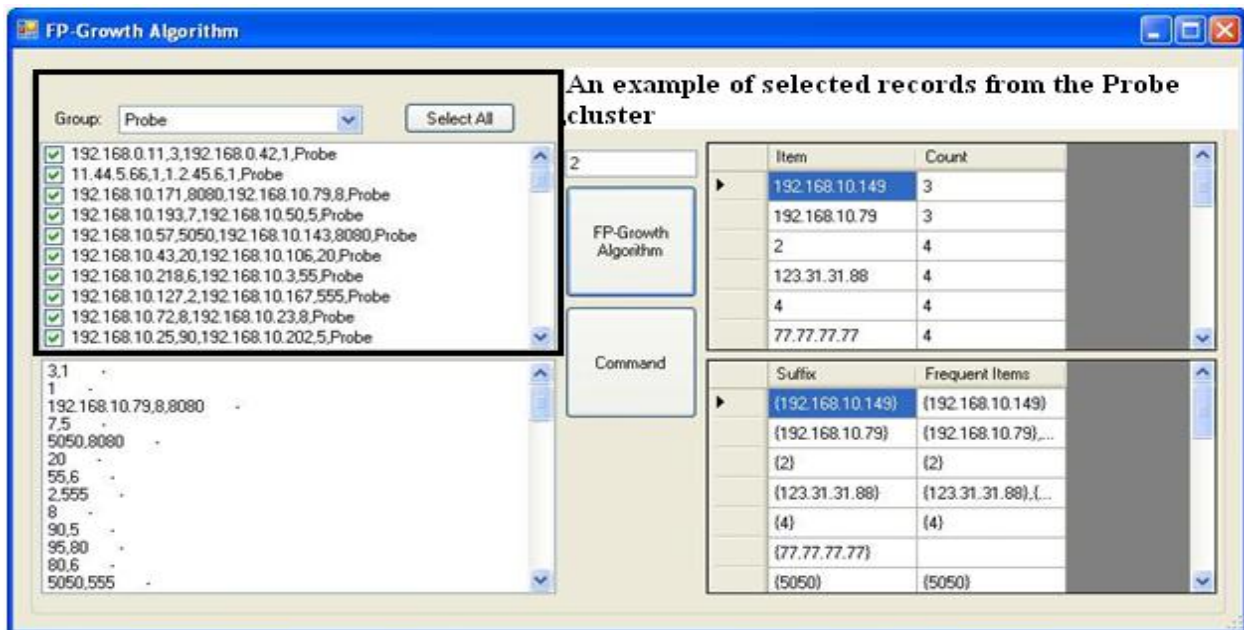 FP-Growth Algorithm
An example of selected records from the Probe
cluster
Group: Probe Select All
192.168.0.11,3,192.168.0.42,1,Probe
11.44.5.66,1,1.2.45.6,1,Probe
192.168.10.171,8080,192.168.10.79,8,Probe
192.168.10.193,7,192.168.10.50,5,Probe
192.168.10.57,5050,192.168.10.143,8080,Probe
192.168.10.43,20,192.168.10.106,20,Probe
192.168.10.218,6,192.168.10.3,55,Probe
192.168.10.127,2,192.168.10.167,555,Probe
192.168.10.72,8,192.168.10.23,8,Probe
192.168.10.25,90,192.168.10.202,5,Probe
3,1 -
1 -
192.168.10.79,8,8080 -
7,5 -
5050,8080 -
20 -
55,6 -
2,555 -
8 -
90,5 -
95,80 -
80,6 -
5050,555 -
2
FP-Growth
Algorithm
Command
Item Count
192.168.10.149 3
192.168.10.79 3
2 4
123.31.31.88 4
4 4
77.77.77.77 4
Suffix Frequent Items
{192.168.10.149} {192.168.10.149}
{192.168.10.79} {192.168.10.79},...
{2} {2}
{123.31.31.88} {123.31.31.88},{...
{4} {4}
{77.77.77.77}
{5050} {5050}